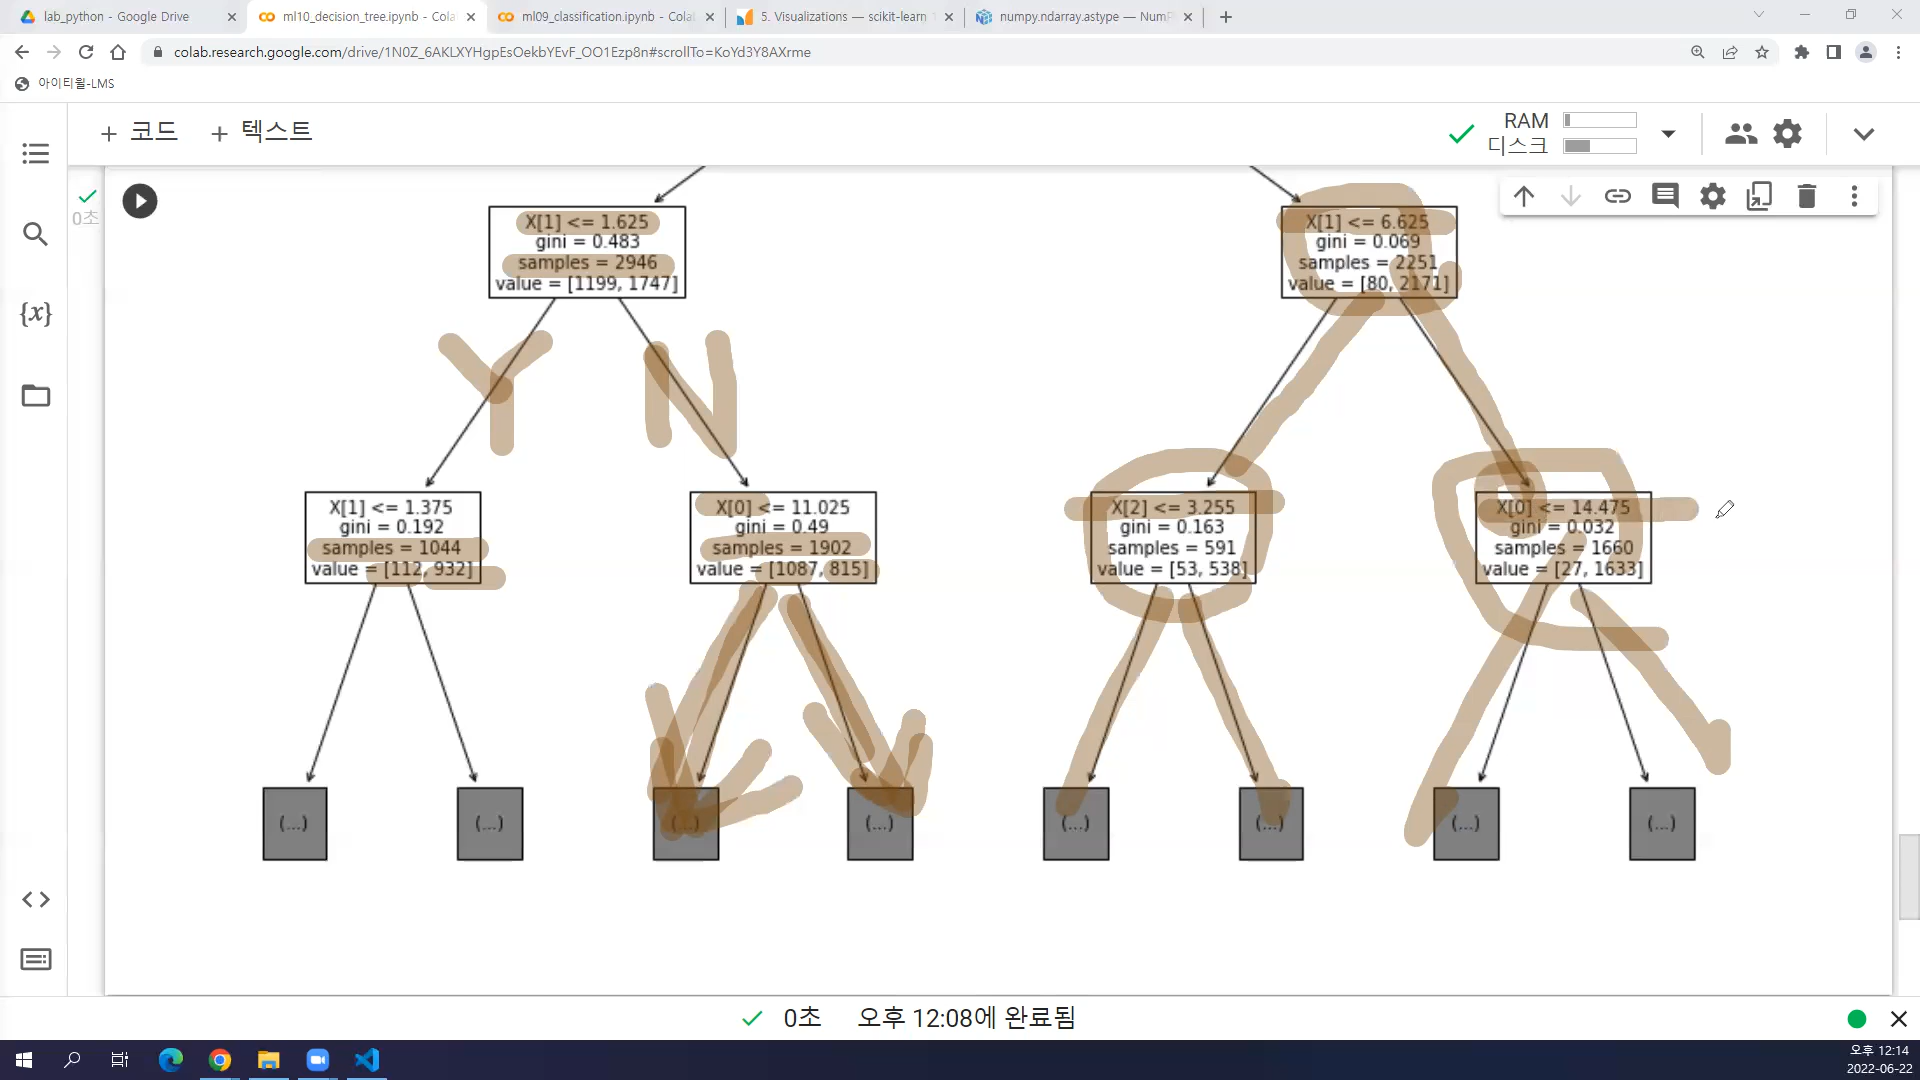 lab_python - Google Drive
ml10_decision_tree.ipynb - Cola
ml09_classification.ipynb - Cola
5. Visualizations — scikit-learn
numpy.ndarray.astype — NumP
colab.research.google.com/drive/1N0Z_6AKLXYHgpEsOekbYEvF_OO1Ezp8n#scrollTo=KoYd3Y8AXrme
아이티윌-LMS
+ 코드 + 텍스트
RAM
디스크
0초
{x}
X[1] <= 1.625
gini = 0.483
samples = 2946
value = [1199, 1747]
X[1] <= 6.625
gini = 0.069
samples = 2251
value = [80, 2171]
Y N
X[1] <= 1.375
gini = 0.192
samples = 1044
value = [112, 932]
X[0] <= 11.025
gini = 0.49
samples = 1902
value = [1087, 815]
X[2] <= 3.255
gini = 0.163
samples = 591
value = [53, 538]
X[0] <= 14.475
gini = 0.032
samples = 1660
value = [27, 1633]
(...) (...) (...) (...) (...) (...) (...) (...)
0초 오후 12:08에 완료됨
오후 12:14
2022-06-22